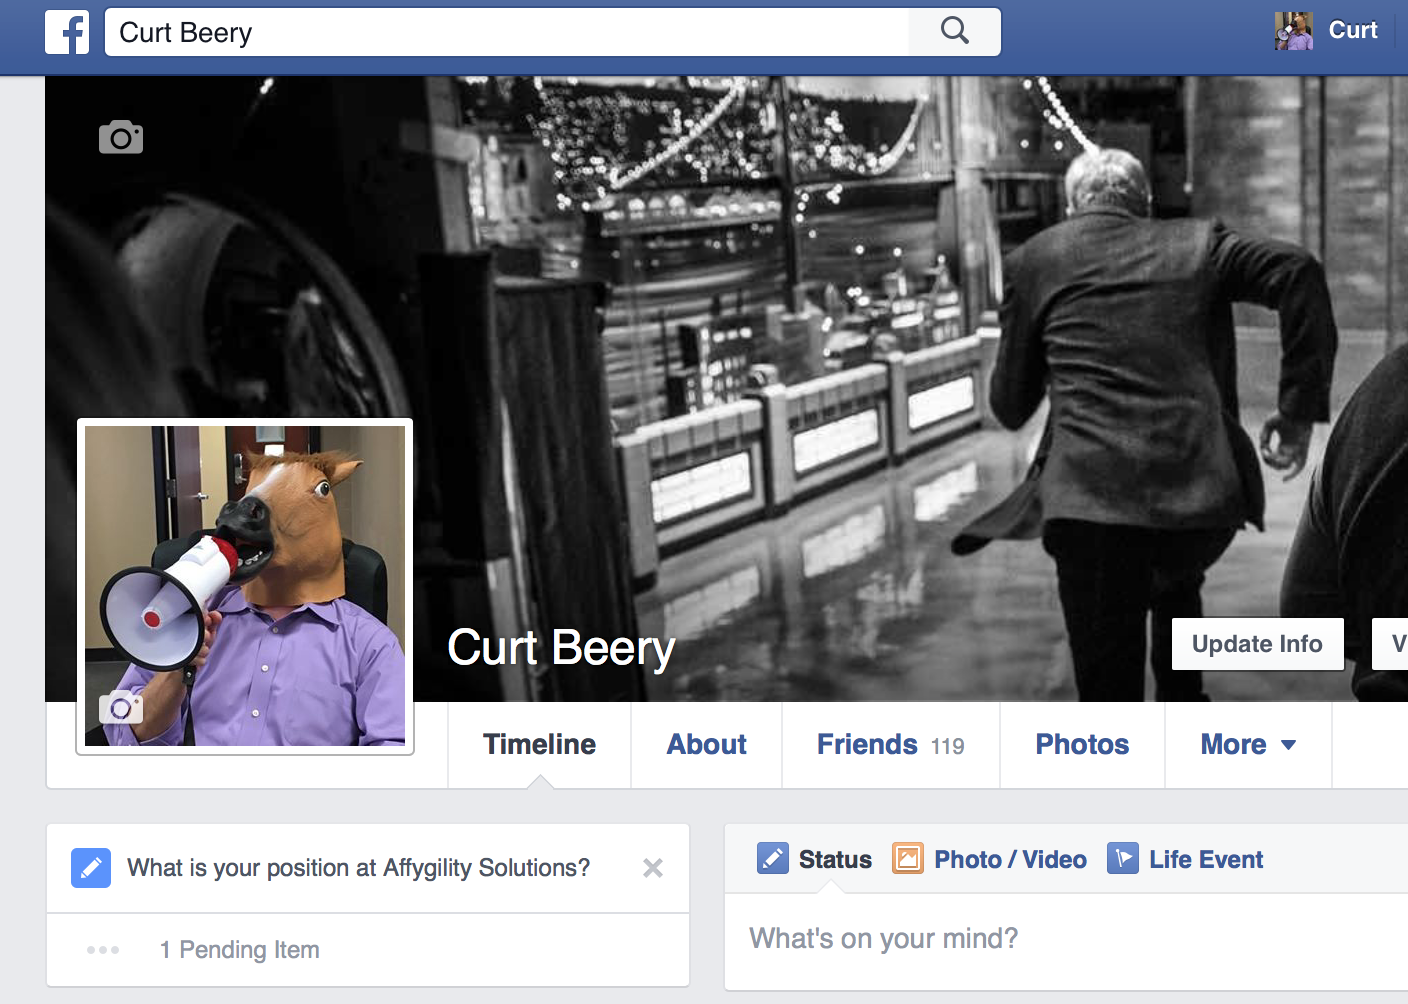 f Curt Beery Curt
Curt Beery
Update Info V
Timeline About Friends 119 Photos More
What is your position at Affygility Solutions?
1 Pending Item
Status Photo / Video Life Event
What's on your mind?